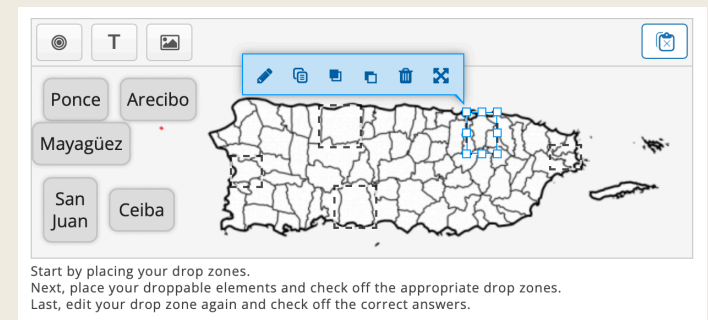 T
Ponce
Arecibo
Mayagüez
San
Juan
Ceiba
Start by placing your drop zones.
Next, place your droppable elements and check off the appropriate drop zones.
Last, edit your drop zone again and check off the correct answers.